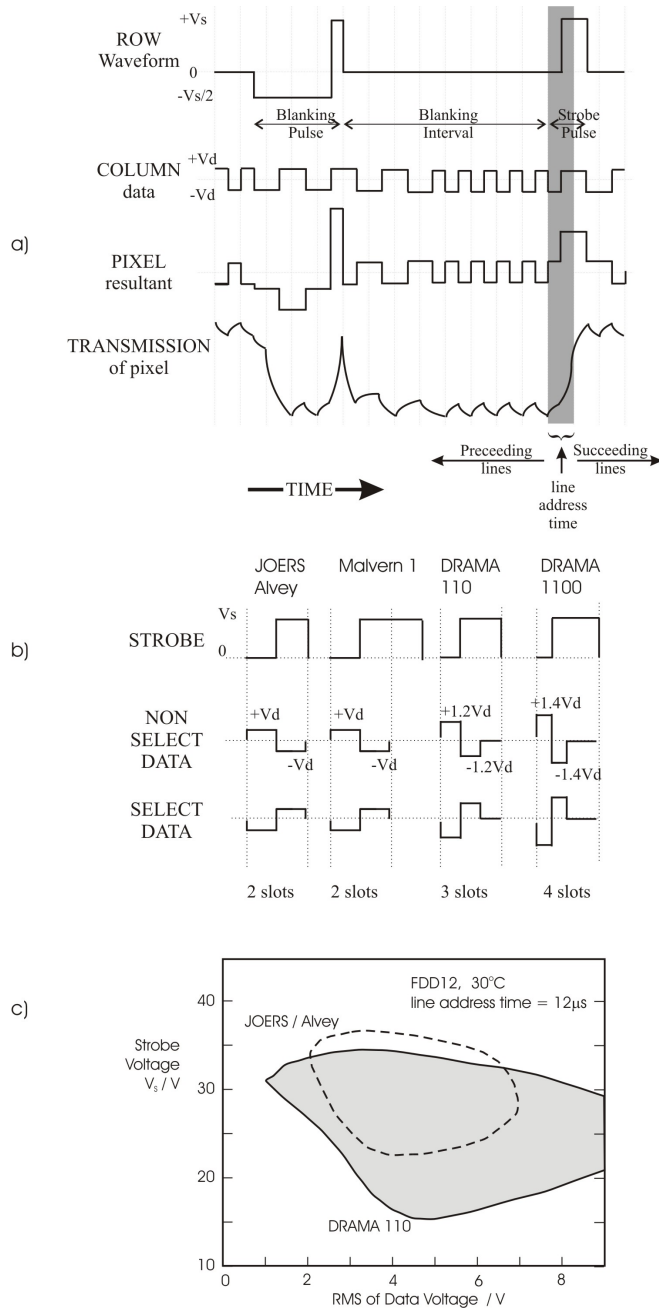 a)
+Vs
ROW
Waveform
0
-Vs/2
Blanking
Pulse
Blanking
Interval
Strobe
Pulse
+Vd
COLUMN
data
-Vd
PIXEL
resultant
TRANSMISSION
of pixel
Preceeding
lines
Succeeding
lines
TIME
line
address
time
b)
JOERS
Alvey
Malvern 1
DRAMA
110
DRAMA
1100
Vs
STROBE
0
NON
SELECT
DATA
+Vd
-Vd
+Vd
-Vd
+1.2Vd
-1.2Vd
+1.4Vd
-1.4Vd
SELECT
DATA
2 slots
2 slots
3 slots
4 slots
c)
FDD12, 30°C
line address time = 12µs
JOERS / Alvey
DRAMA 110
Strobe
Voltage
Vs / V
40
30
20
10
0 2 4 6 8
RMS of Data Voltage / V